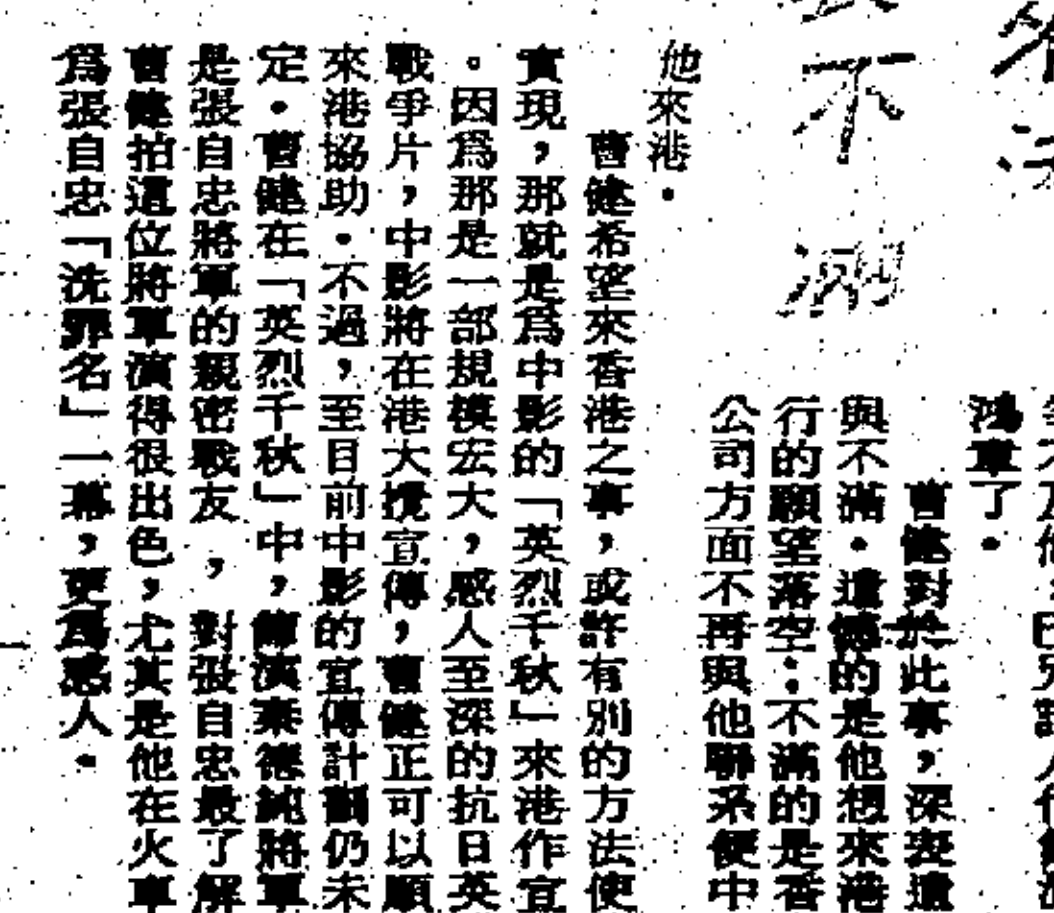 不
滿
鴻章了．
曹健對於此事，深表遺
與不滿．遺憾的是他想來港
行的願望落空：不滿的是香
公司方面不再與他聯系便中
他來港．
曹健希望來香港之事，或許有別的方法使
實現，那就是爲中影的「英烈千秋」來港作宣
。因爲那是一部規模宏大，感人至深的抗日英
戰爭片，中影將在港大攪宣傳，曹健正可以順
來港協助．不過，至目前中影的宣傳計劃仍未
定．曹健在「英烈千秋」中，飾演秦德純將軍
是張自忠將軍的親密戰友，對張自忠最了解
曹健拍這位將軍演得很出色，尤其是他在火車
爲張自忠「洗罪名」一幕，更爲感人．